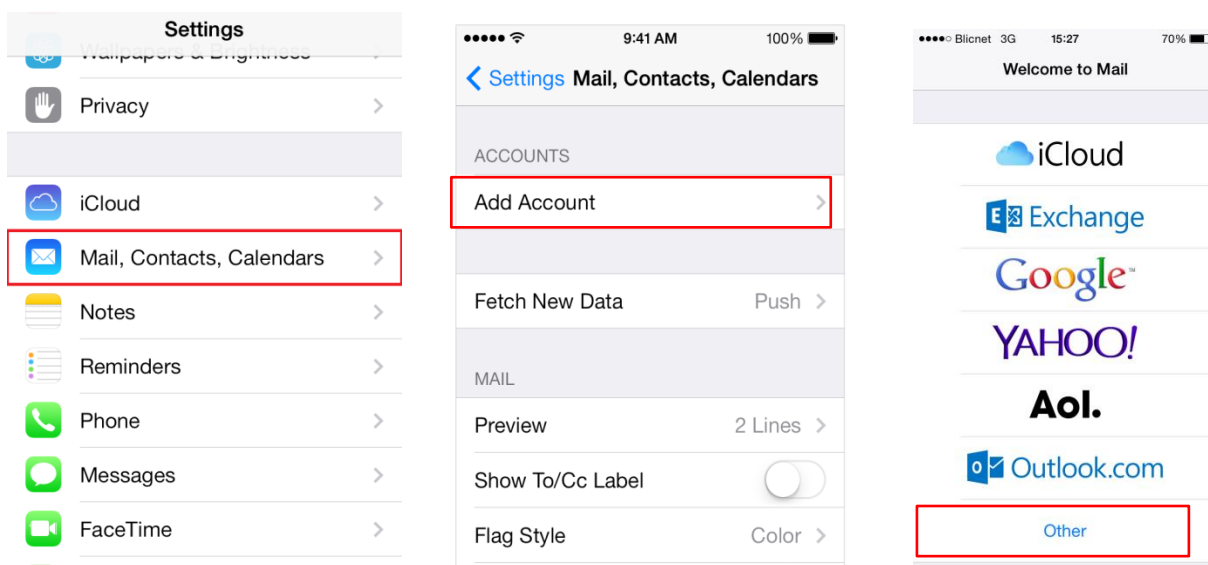 Settings
Wallpapers & Brightness
Privacy
iCloud
Mail, Contacts, Calendars
Notes
Reminders
Phone
Messages
FaceTime
9:41 AM 100%
Settings Mail, Contacts, Calendars
ACCOUNTS
Add Account
Fetch New Data Push
MAIL
Preview 2 Lines
Show To/Cc Label
Flag Style Color
Blicnet 3G 15:27 70%
Welcome to Mail
iCloud
E Exchange
Google™
YAHOO!
Aol.
o Outlook.com
Other